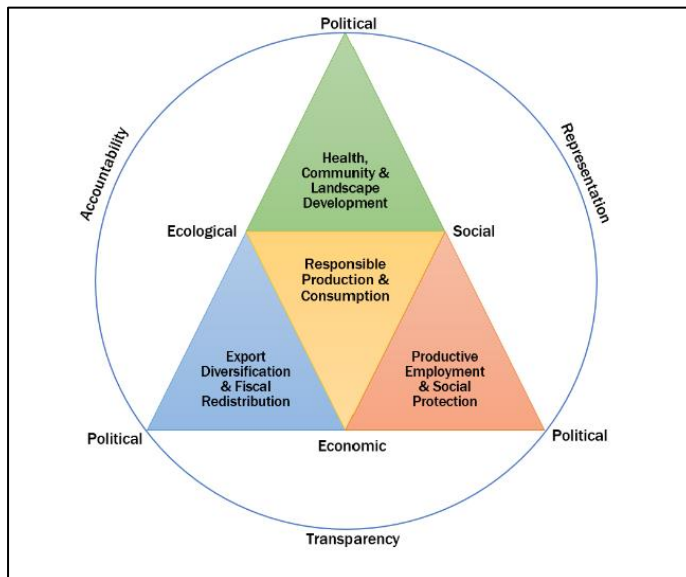 Political
Accountability
Representation
Health,
Community &
Landscape
Development
Ecological
Social
Responsible
Production &
Consumption
Export
Diversification
& Fiscal
Redistribution
Productive
Employment
& Social
Protection
Political
Economic
Political
Transparency